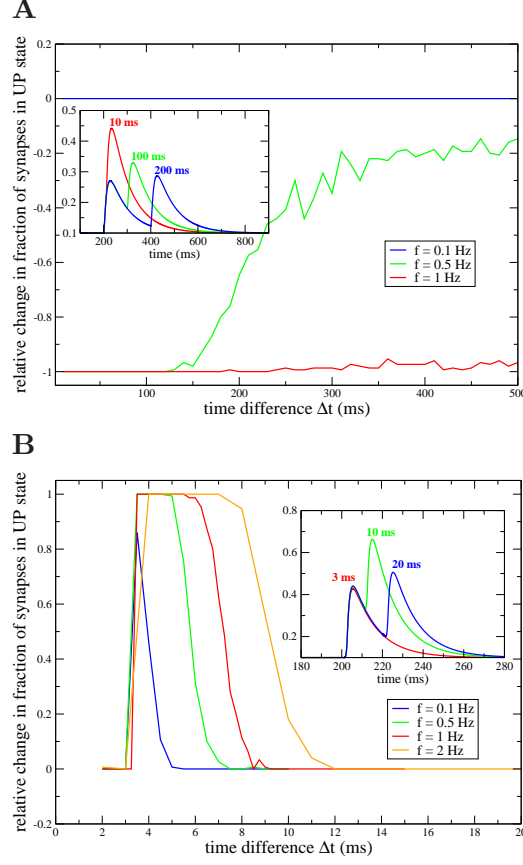 A
relative change in fraction of synapses in UP state
0.2
0
-0.2
-0.4
-0.6
-0.8
-1
100
200
300
400
500
time difference Δt (ms)
0.5
0.4
0.3
0.2
0.1
10 ms
100 ms
200 ms
200
400
600
800
time (ms)
f = 0.1 Hz
f = 0.5 Hz
f = 1 Hz
B
relative change in fraction of synapses in UP state
1
0.8
0.6
0.4
0.2
0
-0.2
0
2
4
6
8
10
12
14
16
18
20
time difference Δt (ms)
0.8
0.6
0.4
0.2
10 ms
20 ms
3 ms
180
200
220
240
260
280
time (ms)
f = 0.1 Hz
f = 0.5 Hz
f = 1 Hz
f = 2 Hz